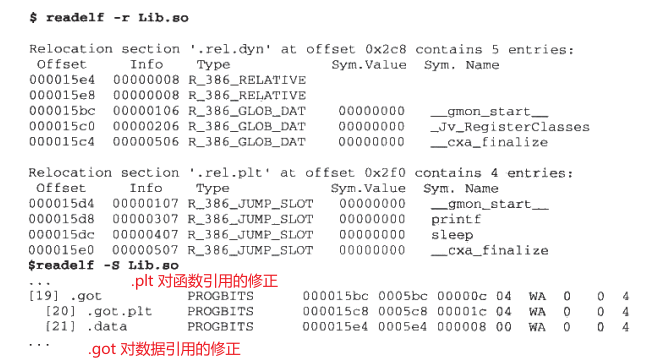 $ readelf -r Lib.so
Relocation section '.rel.dyn' at offset 0x2c8 contains 5 entries:
Offset Info Type Sym.Value Sym. Name
000015e4 00000008 R_386_RELATIVE
000015e8 00000008 R_386_RELATIVE
000015bc 00000106 R_386_GLOB_DAT 00000000 __gmon_start__
000015c0 00000206 R_386_GLOB_DAT 00000000 _Jv_RegisterClasses
000015c4 00000506 R_386_GLOB_DAT 00000000 __cxa_finalize
Relocation section '.rel.plt' at offset 0x2f0 contains 4 entries:
Offset Info Type Sym.Value Sym. Name
000015d4 00000107 R_386_JUMP_SLOT 00000000 __gmon_start__
000015d8 00000307 R_386_JUMP_SLOT 00000000 printf
000015dc 00000407 R_386_JUMP_SLOT 00000000 sleep
000015e0 00000507 R_386_JUMP_SLOT 00000000 __cxa_finalize
$readelf -S Lib.so
... .plt 对函数引用的修正
[19] .got PROGBITS 000015bc 0005bc 00000c 04 WA 0 0 4
[20] .got.plt PROGBITS 000015c8 0005c8 00001c 04 WA 0 0 4
[21] .data PROGBITS 000015e4 0005e4 000008 00 WA 0 0 4
... .got 对数据引用的修正